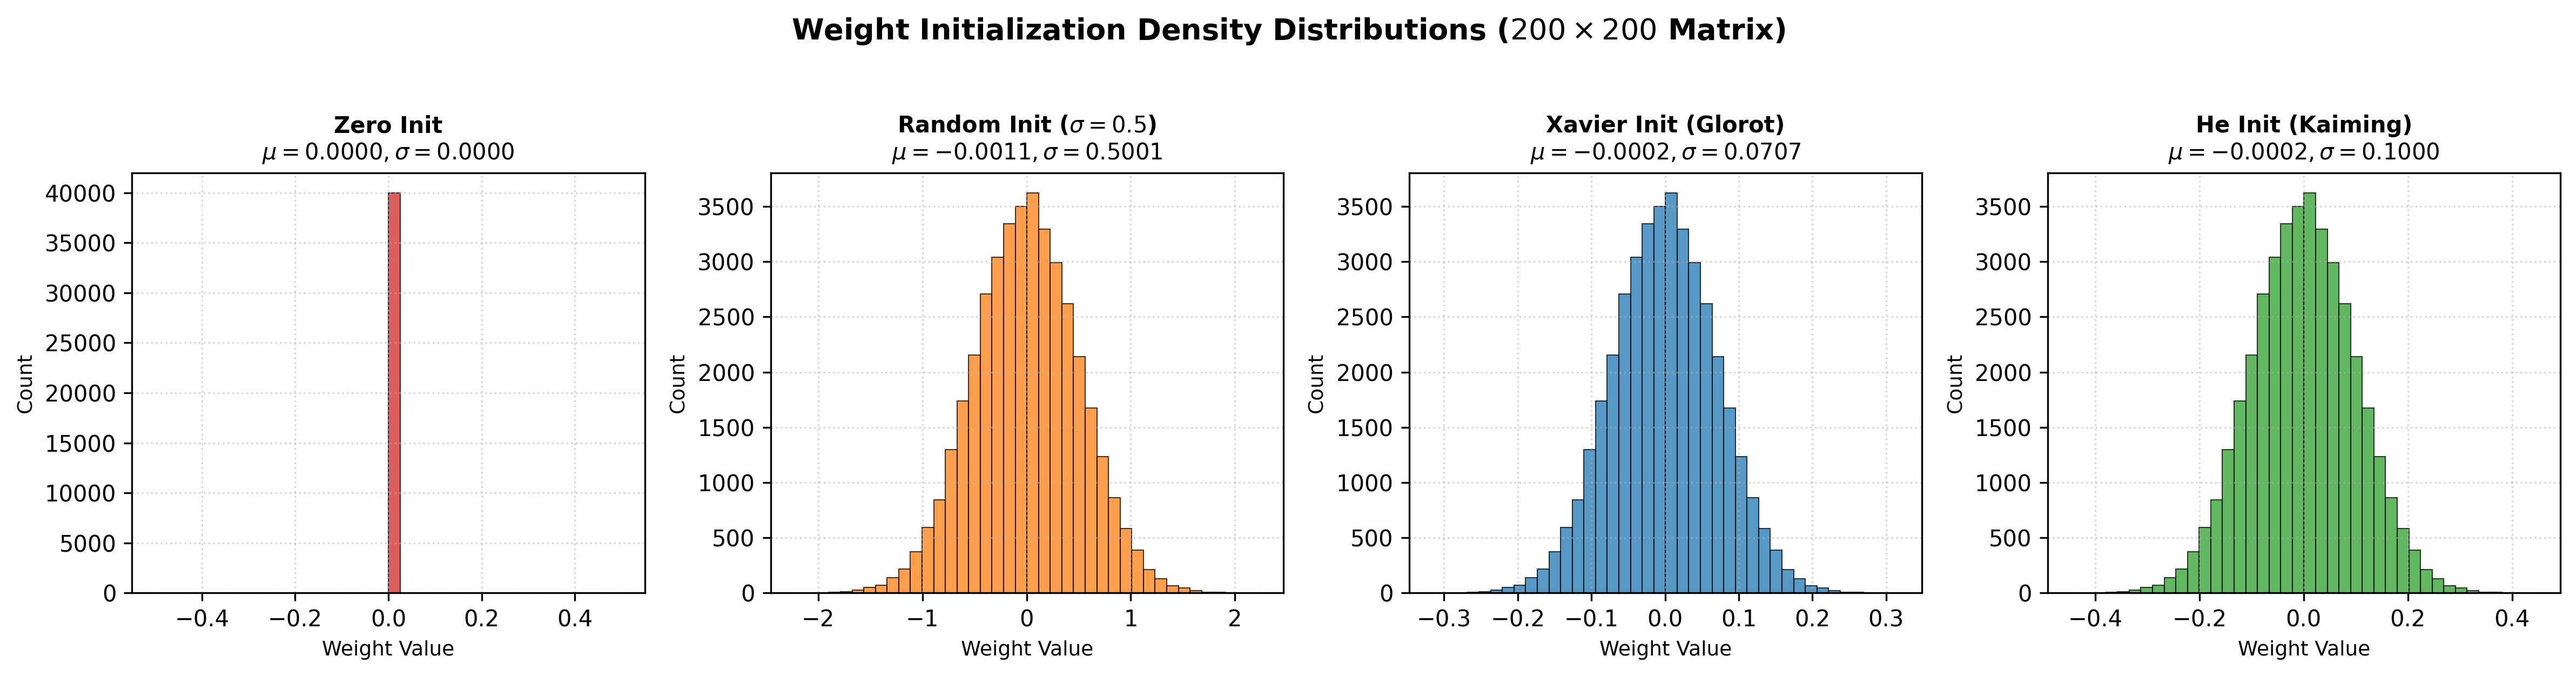 Weight Initialization Density Distributions (200 × 200 Matrix)
Zero Init
μ = 0.0000, σ = 0.0000
40000
35000
30000
25000
20000
15000
10000
5000
0
Count
−0.4 −0.2 0.0 0.2 0.4
Weight Value
Random Init (σ = 0.5)
μ = −0.0011, σ = 0.5001
3500
3000
2500
2000
1500
1000
500
0
Count
−2 −1 0 1 2
Weight Value
Xavier Init (Glorot)
μ = −0.0002, σ = 0.0707
3500
3000
2500
2000
1500
1000
500
0
Count
−0.3 −0.2 −0.1 0.0 0.1 0.2 0.3
Weight Value
He Init (Kaiming)
μ = −0.0002, σ = 0.1000
3500
3000
2500
2000
1500
1000
500
0
Count
−0.4 −0.2 0.0 0.2 0.4
Weight Value